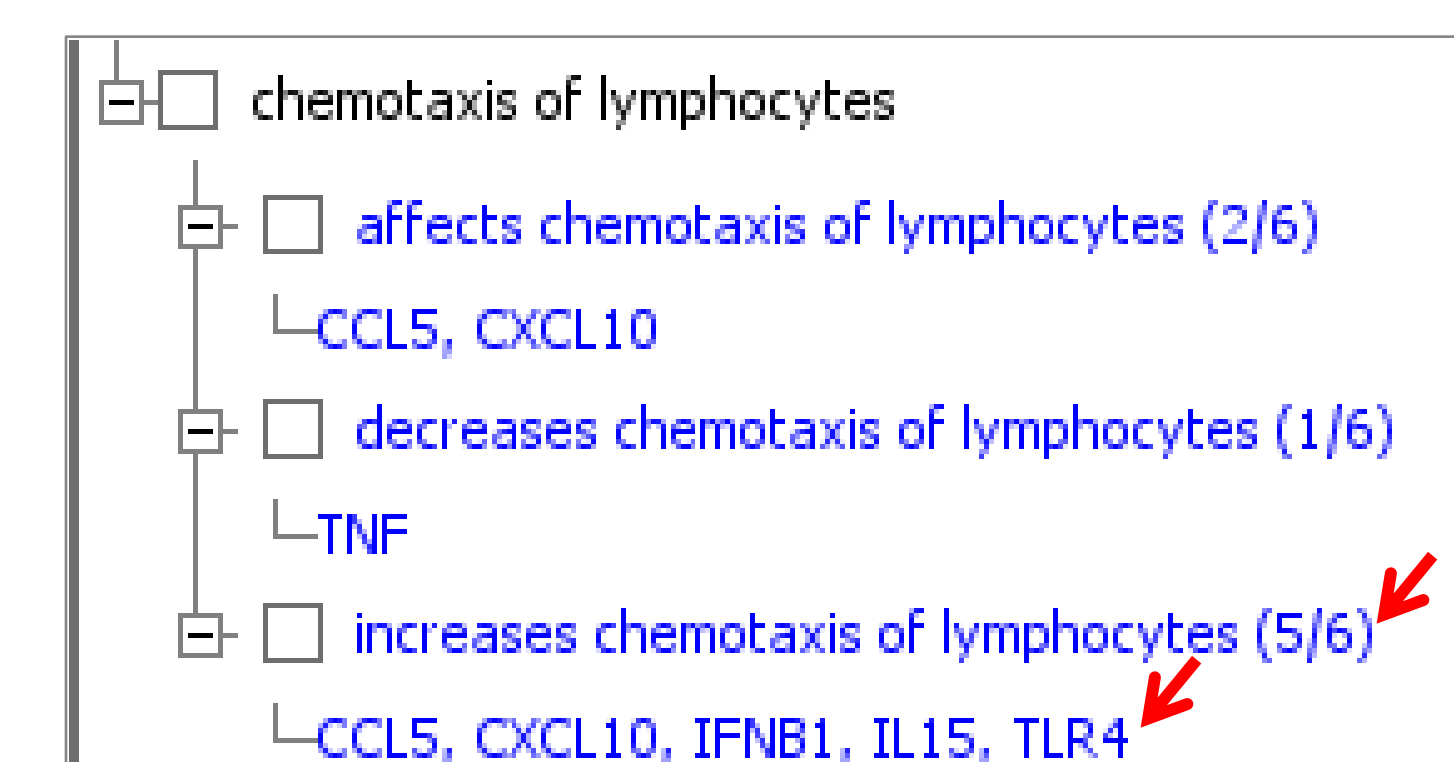 chemotaxis of lymphocytes
affects chemotaxis of lymphocytes (2/6)
CCL5, CXCL10
decreases chemotaxis of lymphocytes (1/6)
TNF
increases chemotaxis of lymphocytes (5/6)
CCL5, CXCL10, IFNB1, IL15, TLR4